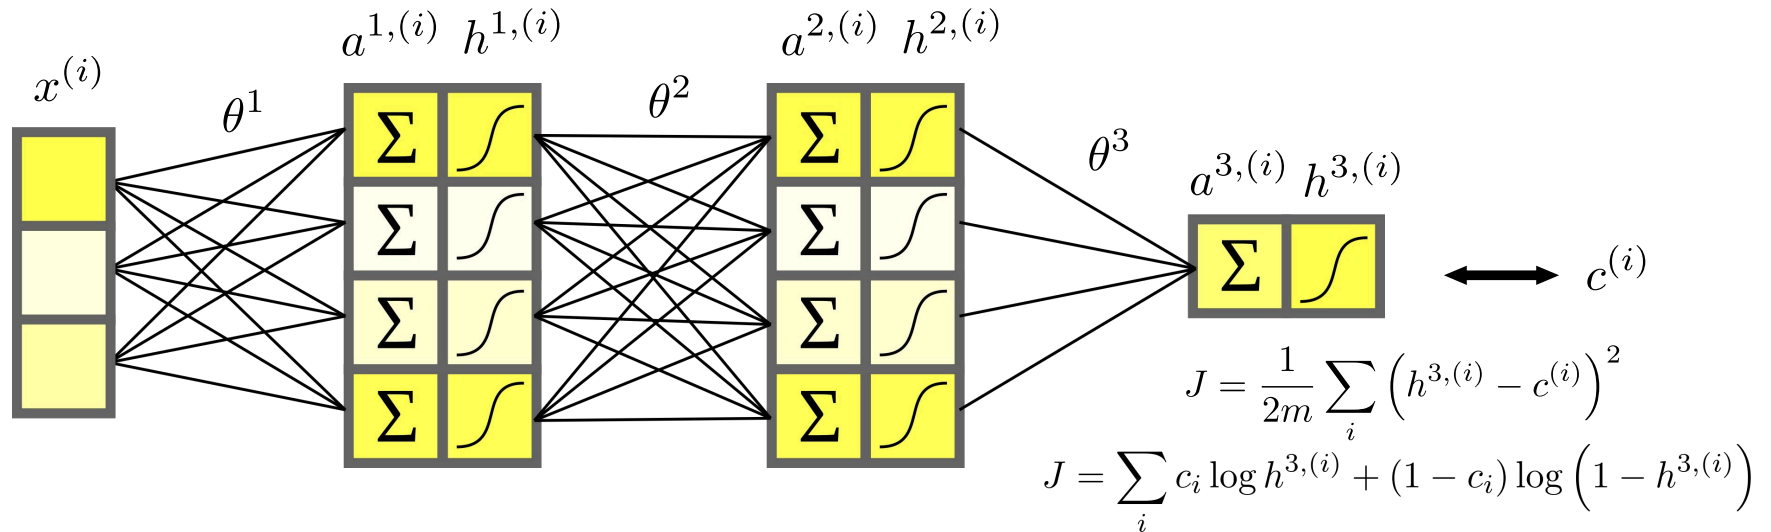 x^{(i)}
θ^1
a^{1,(i)} h^{1,(i)}
Σ
Σ
Σ
Σ
θ^2
a^{2,(i)} h^{2,(i)}
Σ
Σ
Σ
Σ
θ^3
a^{3,(i)} h^{3,(i)}
Σ
c^{(i)}
J = \frac{1}{2m} \sum_i \left( h^{3,(i)} - c^{(i)} \right)^2
J = \sum_i c_i \log h^{3,(i)} + (1 - c_i) \log \left( 1 - h^{3,(i)} \right)